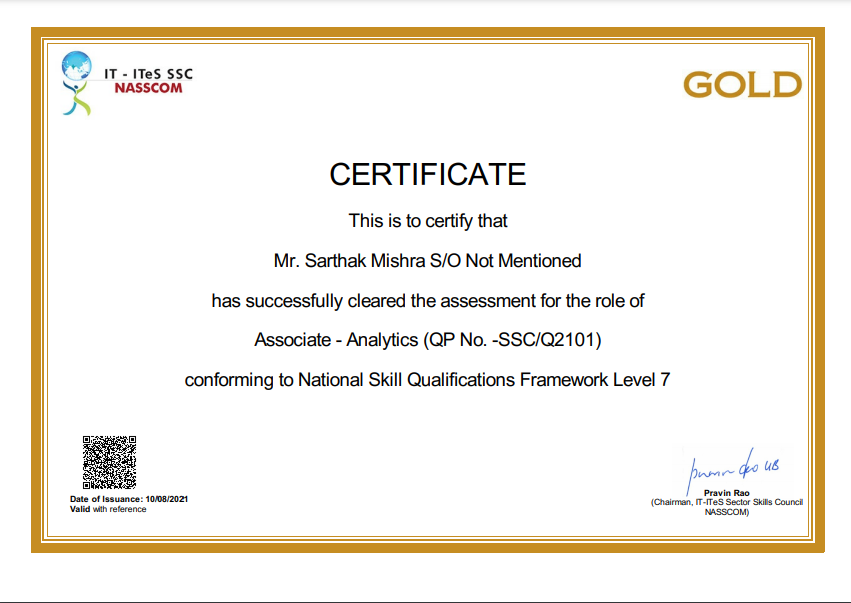 IT - ITeS SSC
NASSCOM
GOLD
CERTIFICATE
This is to certify that
Mr. Sarthak Mishra S/O Not Mentioned
has successfully cleared the assessment for the role of
Associate - Analytics (QP No. -SSC/Q2101)
conforming to National Skill Qualifications Framework Level 7
Date of Issuance: 10/08/2021
Valid with reference
Pravin Rao
(Chairman, IT-ITeS Sector Skills Council
NASSCOM)